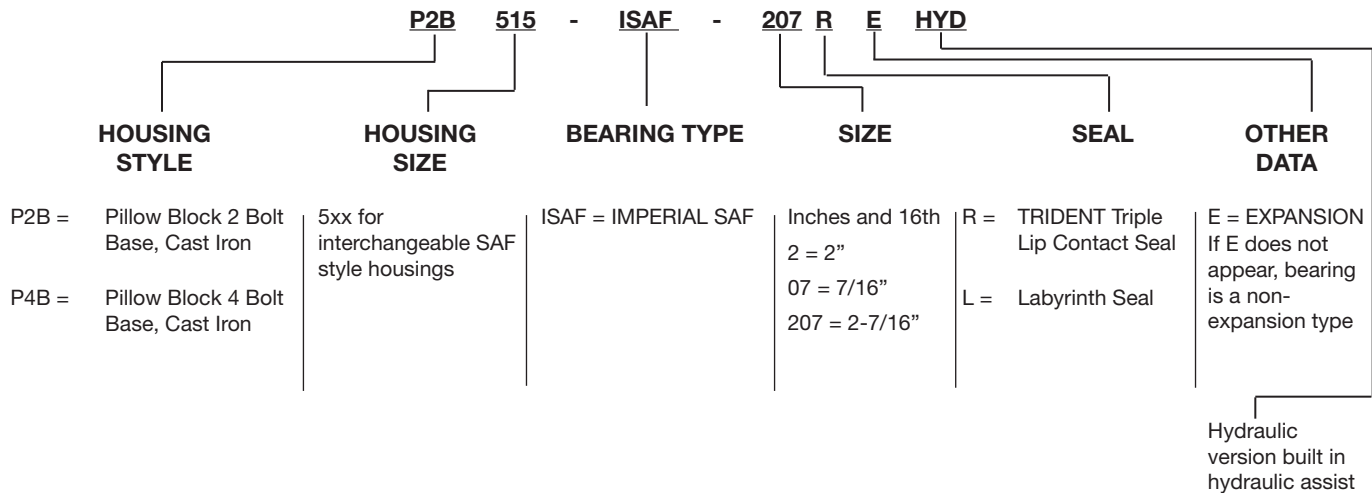 P2B 515 - ISAF - 207 R E HYD
HOUSING
STYLE
HOUSING
SIZE
BEARING TYPE
SIZE
SEAL
OTHER
DATA
P2B = Pillow Block 2 Bolt
Base, Cast Iron
P4B = Pillow Block 4 Bolt
Base, Cast Iron
5xx for
interchangeable SAF
style housings
ISAF = IMPERIAL SAF
Inches and 16th
2 = 2”
07 = 7/16”
207 = 2-7/16”
R = TRIDENT Triple
Lip Contact Seal
L = Labyrinth Seal
E = EXPANSION
If E does not
appear, bearing
is a non-
expansion type
Hydraulic
version built in
hydraulic assist